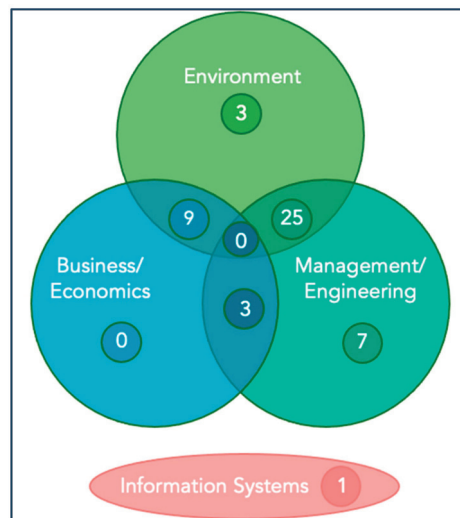 Environment
3
9
25
0
Business/
Economics
Management/
Engineering
3
0
7
Information Systems 1